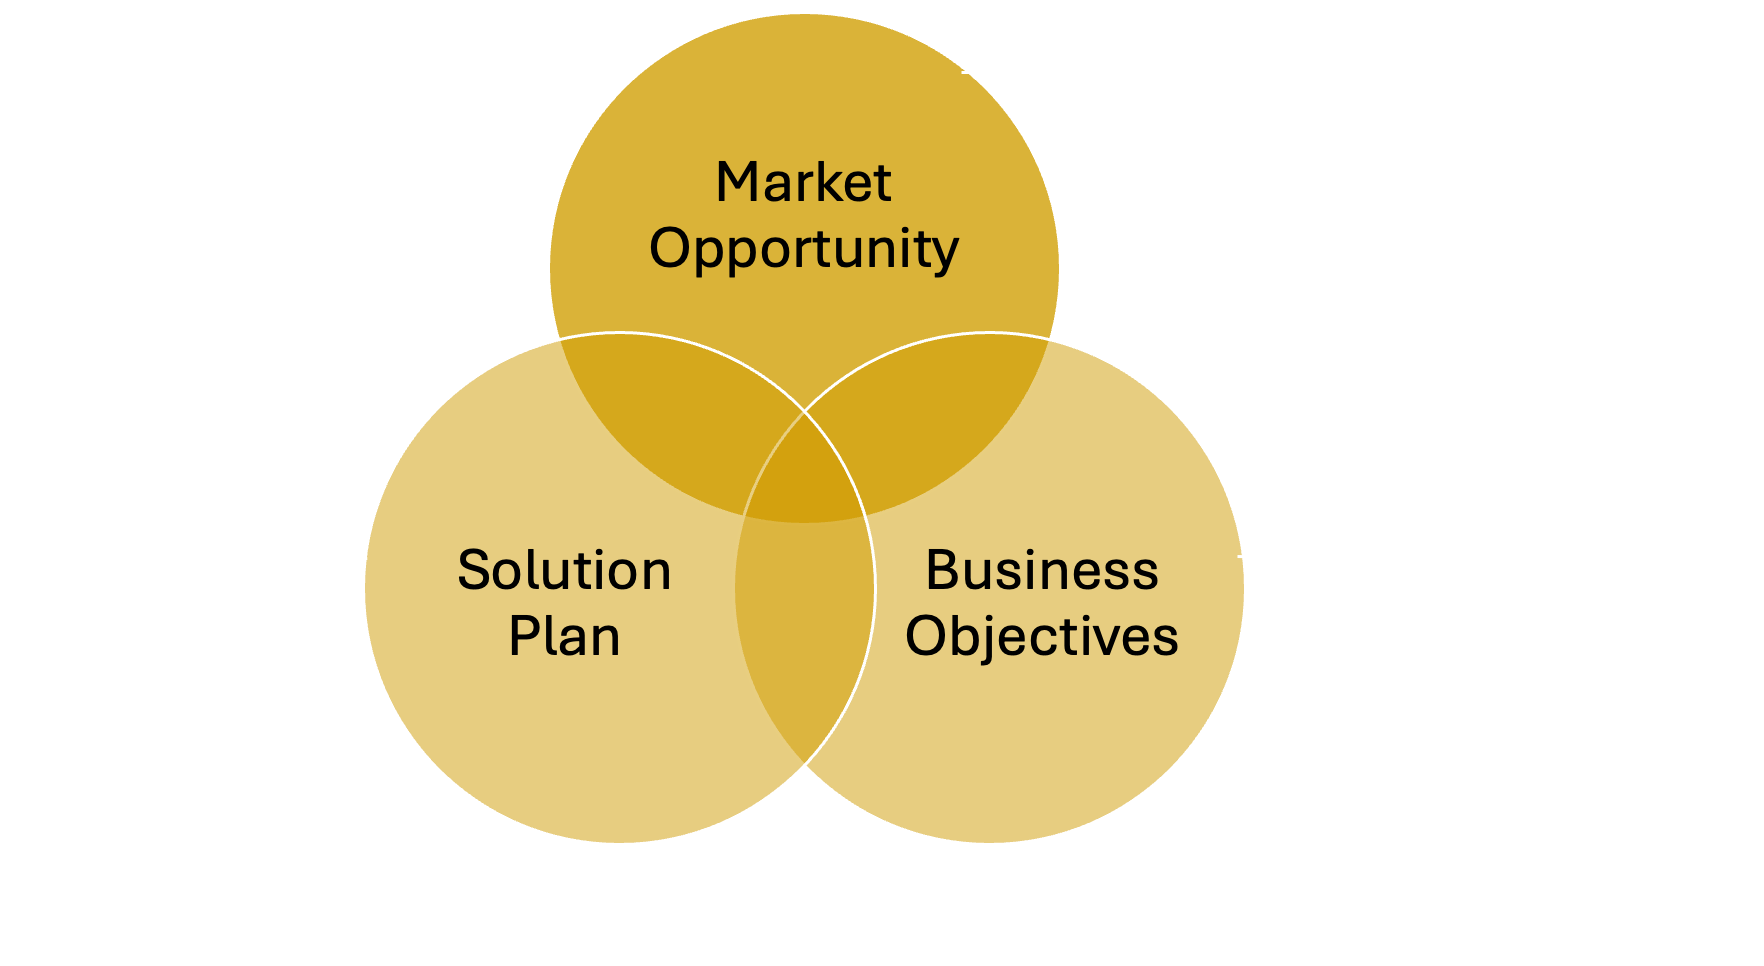 Market
Opportunity
Solution
Plan
Business
Objectives